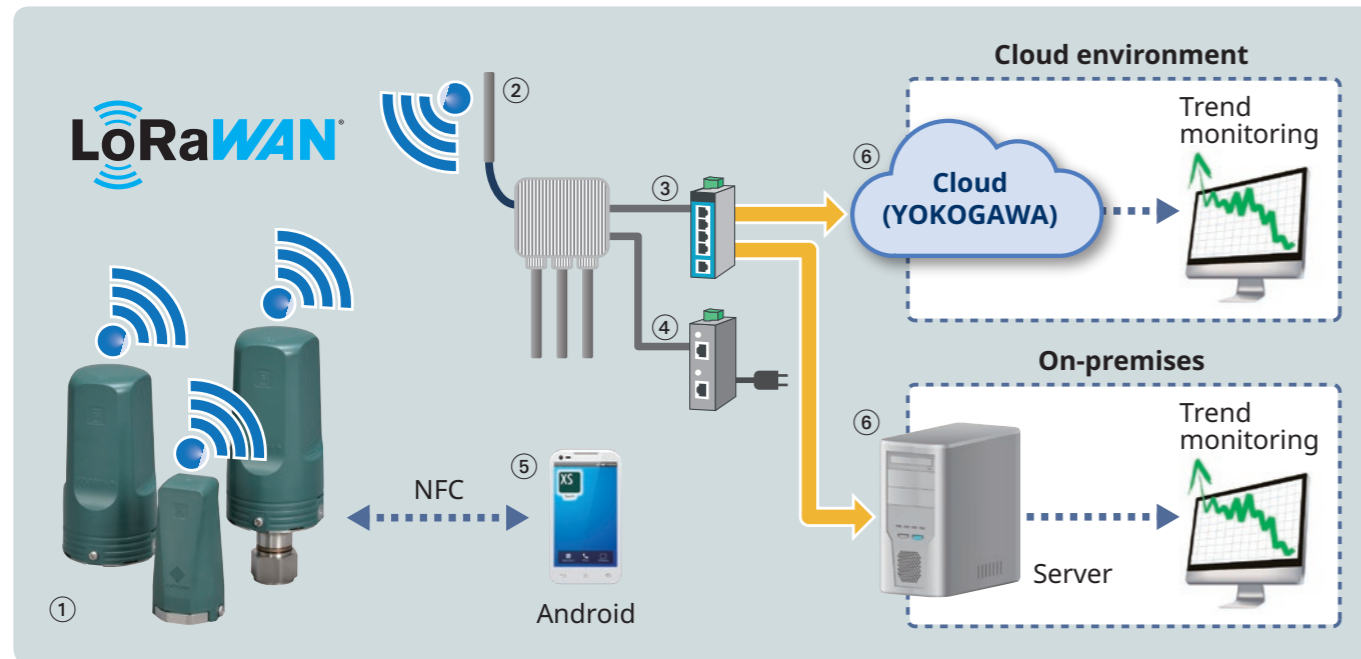 LoRaWAN®
②
③
④
⑥
Cloud environment
Cloud
(YOKOGAWA)
Trend
monitoring
On-premises
⑥
Trend
monitoring
Server
①
NFC
⑤
XS
Android